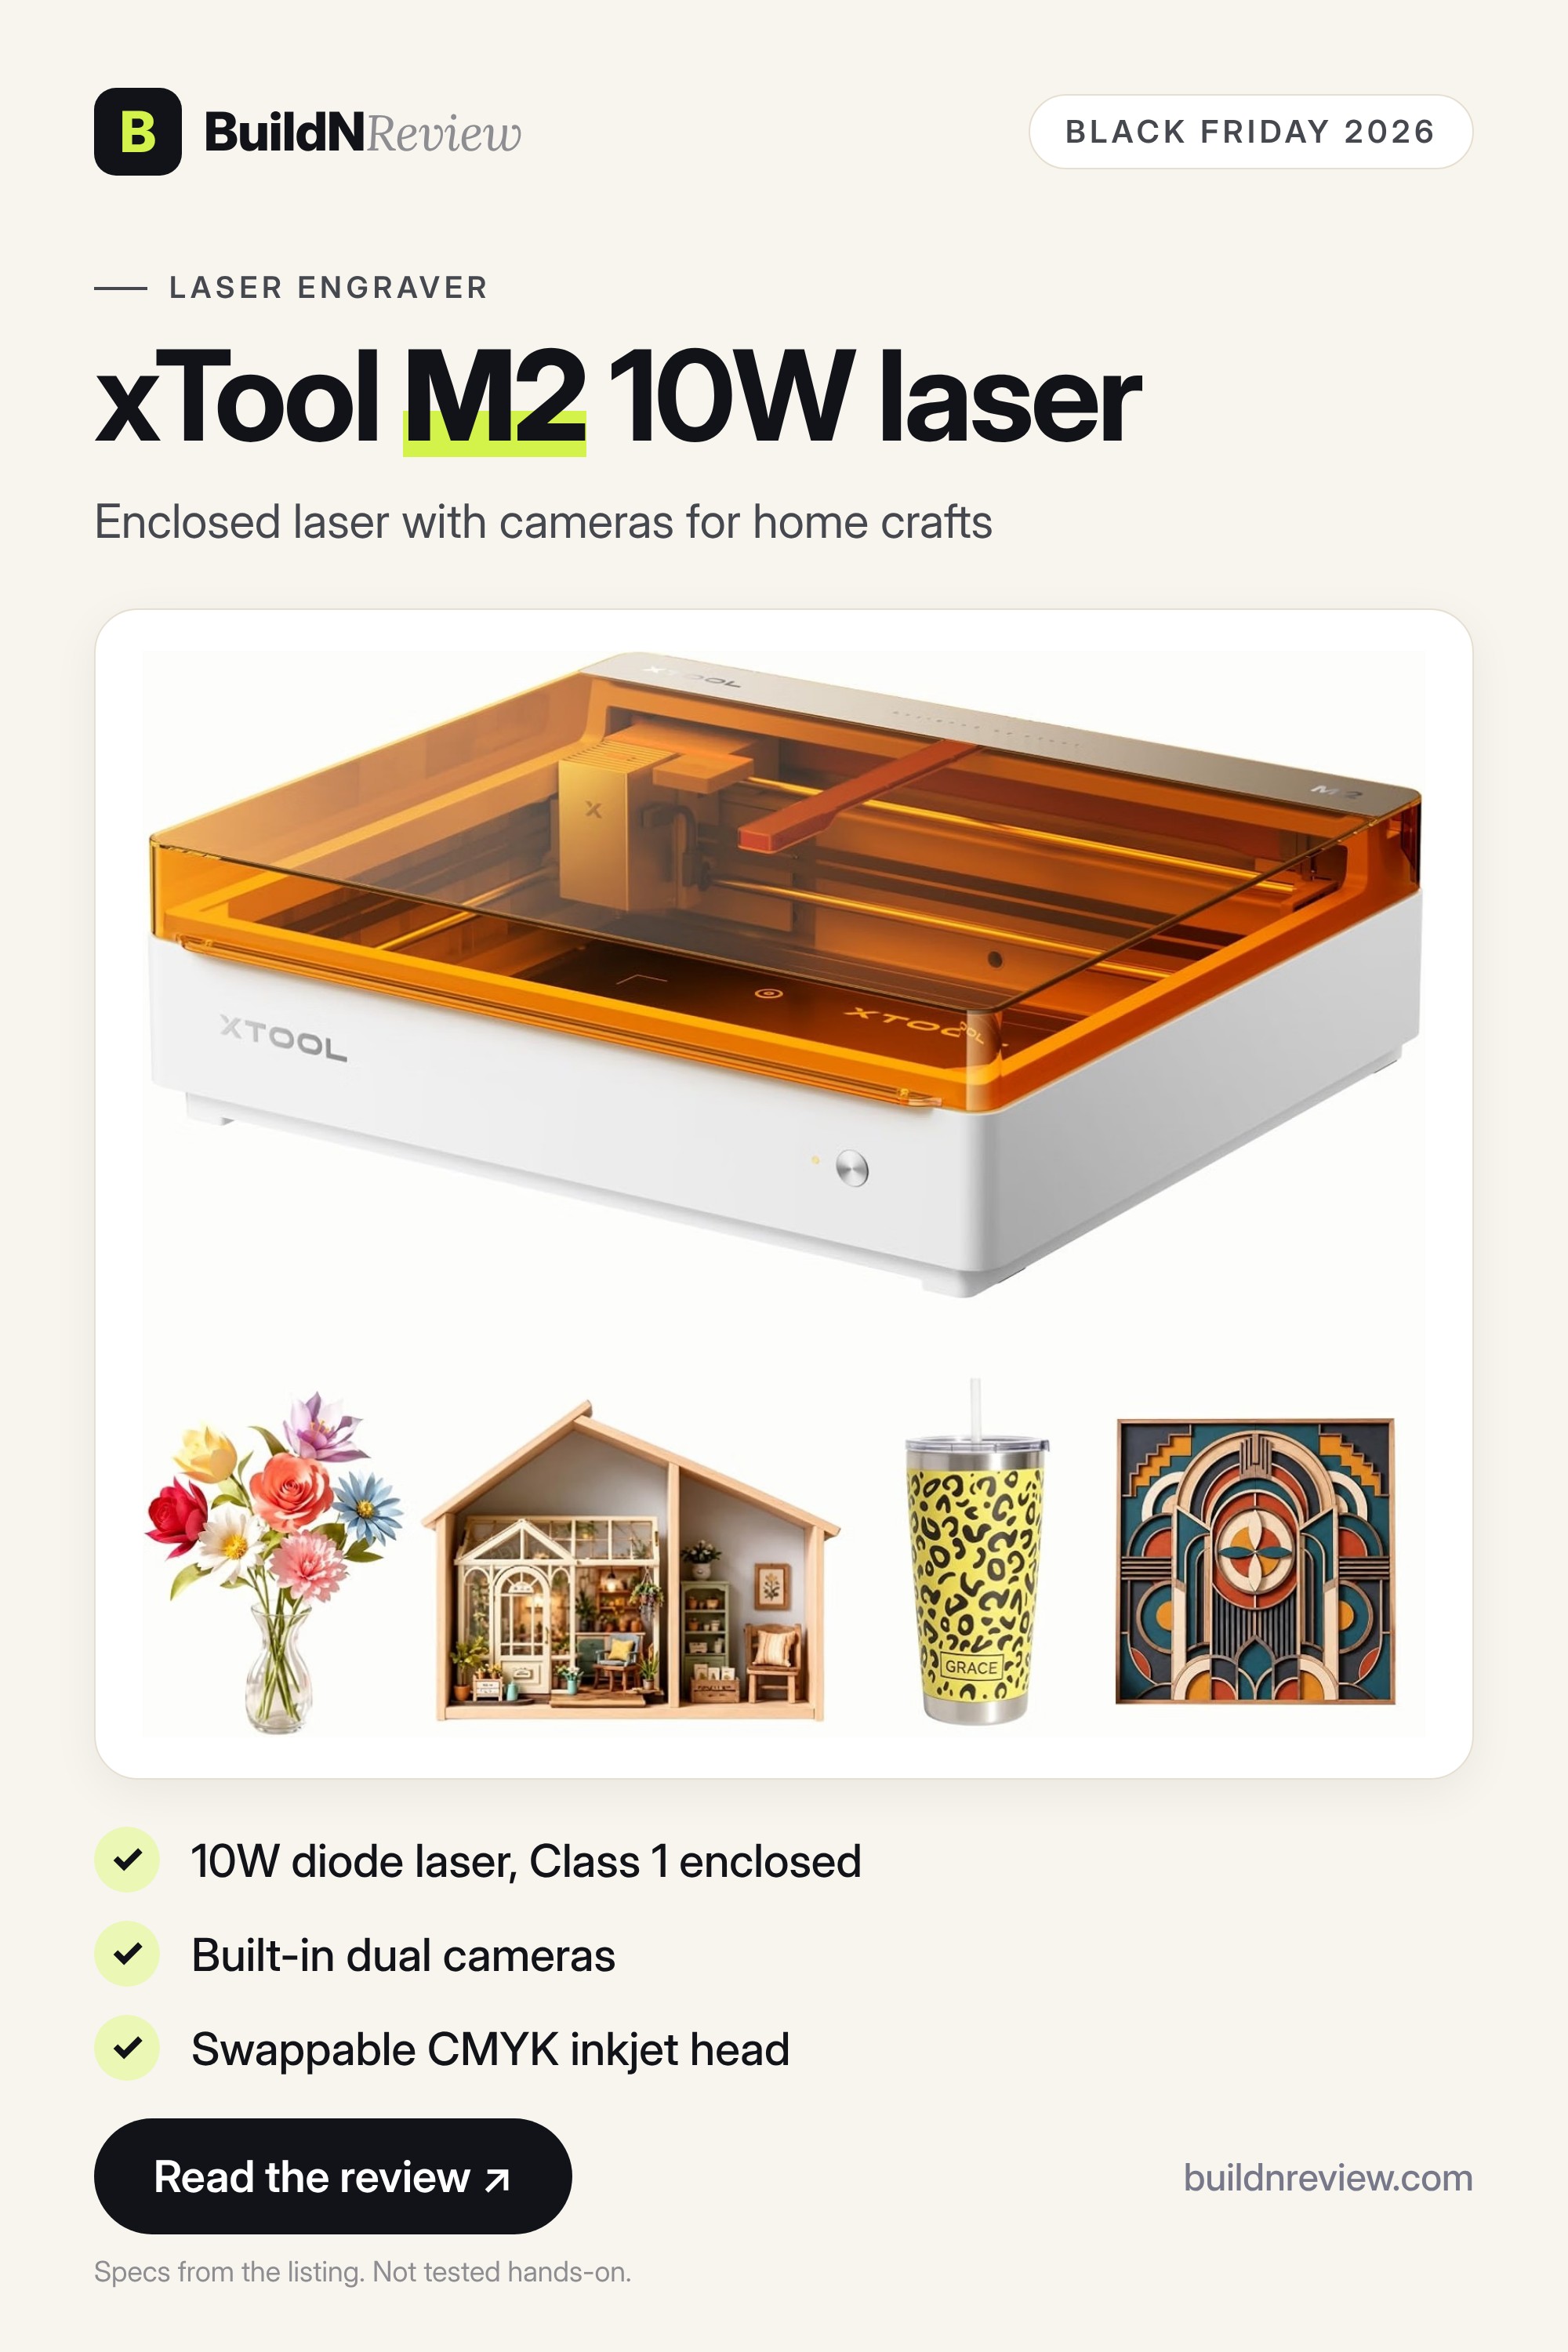 B BuildNReview
BLACK FRIDAY 2026
LASER ENGRAVER
xTool M2 10W laser
Enclosed laser with cameras for home crafts
XTOOL
M2
X
XTOOL
XTOOL
GRACE
10W diode laser, Class 1 enclosed
Built-in dual cameras
Swappable CMYK inkjet head
Read the review ↗
buildnreview.com
Specs from the listing. Not tested hands-on.